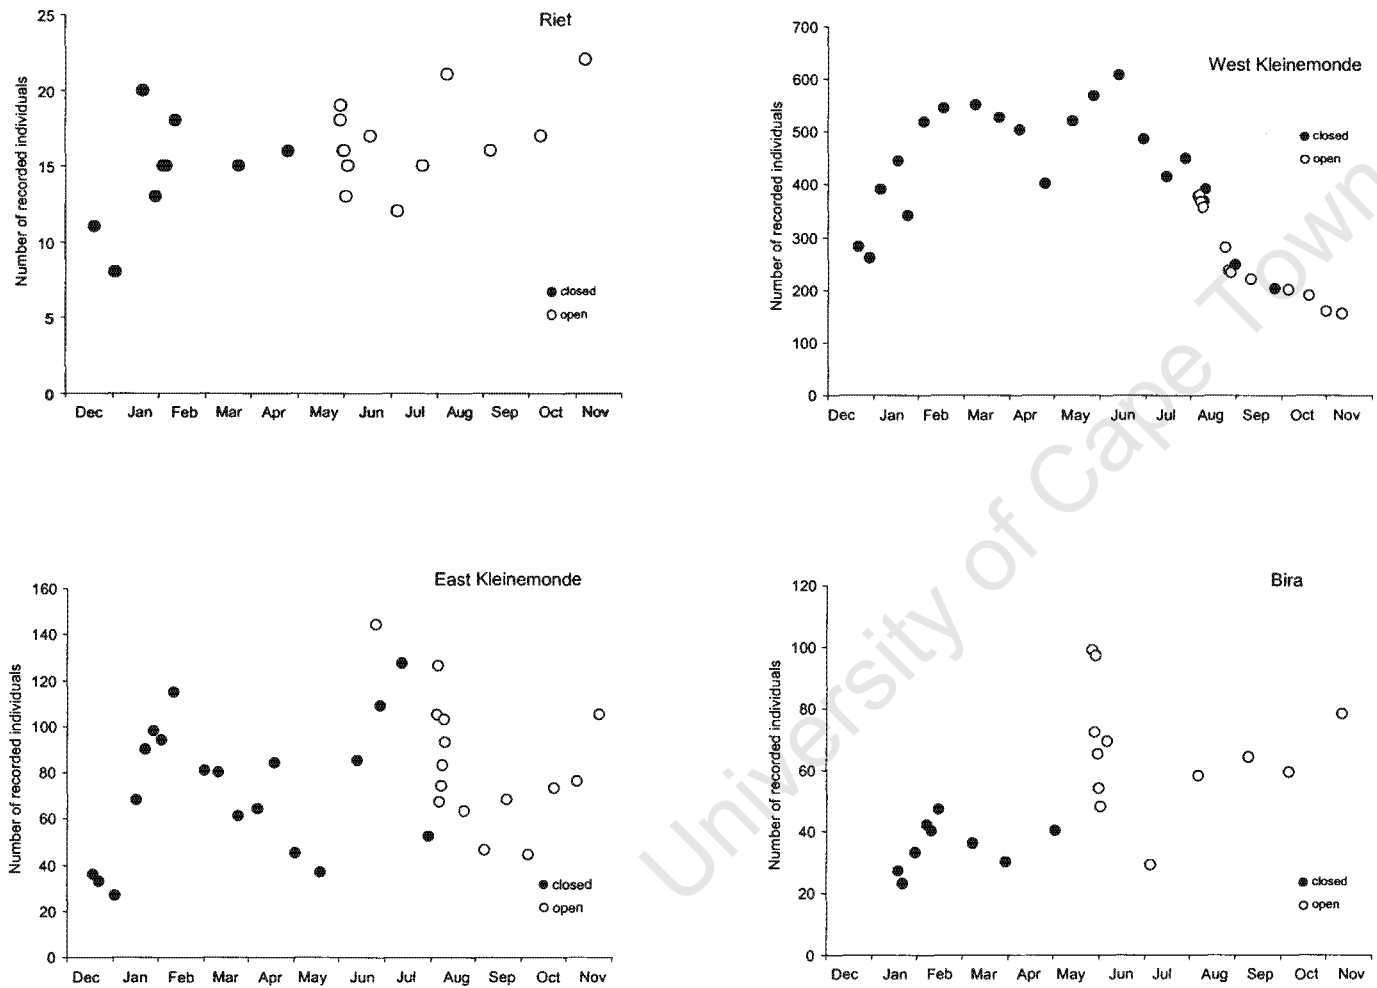 Riet
Number of recorded individuals
25
20
15
10
5
0
closed
open
Dec Jan Feb Mar Apr May Jun Jul Aug Sep Oct Nov
West Kleinemonde
Number of recorded individuals
700
600
500
400
300
200
100
0
closed
open
Dec Jan Feb Mar Apr May Jun Jul Aug Sep Oct Nov
East Kleinemonde
Number of recorded individuals
160
140
120
100
80
60
40
20
0
closed
open
Dec Jan Feb Mar Apr May Jun Jul Aug Sep Oct Nov
Bira
Number of recorded individuals
120
100
80
60
40
20
0
closed
open
Dec Jan Feb Mar Apr May Jun Jul Aug Sep Oct Nov
University of Cape Town